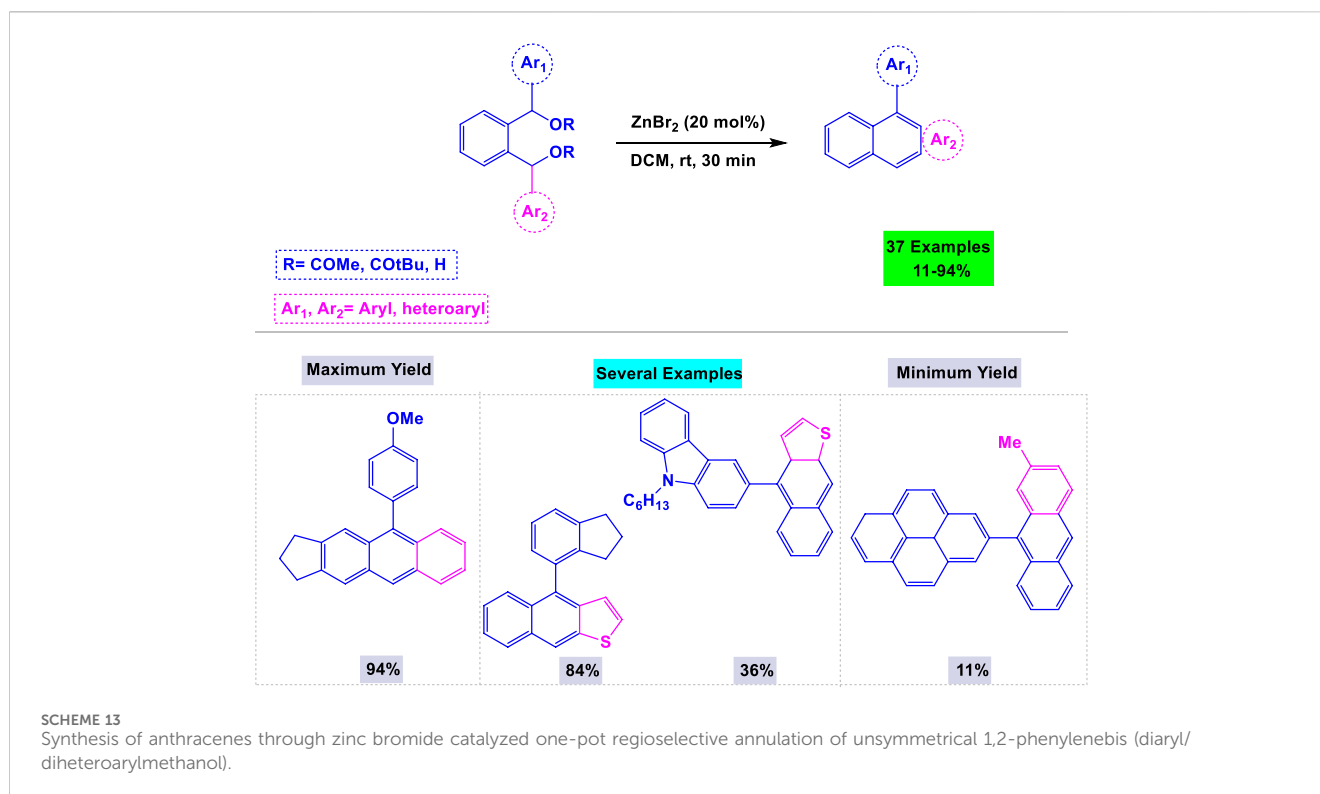 Ar₁
OR
OR
Ar₂
ZnBr₂ (20 mol%)
DCM, rt, 30 min
Ar₁
Ar₂
37 Examples
11-94%
R= COMe, COtBu, H
Ar₁, Ar₂= Aryl, heteroaryl
Maximum Yield
Several Examples
Minimum Yield
OMe
94%
S
84%
N
C₆H₁₃
S
36%
Me
11%
SCHEME 13
Synthesis of anthracenes through zinc bromide catalyzed one-pot regioselective annulation of unsymmetrical 1,2-phenylenebis (diaryl/
diheteroarylmethanol).